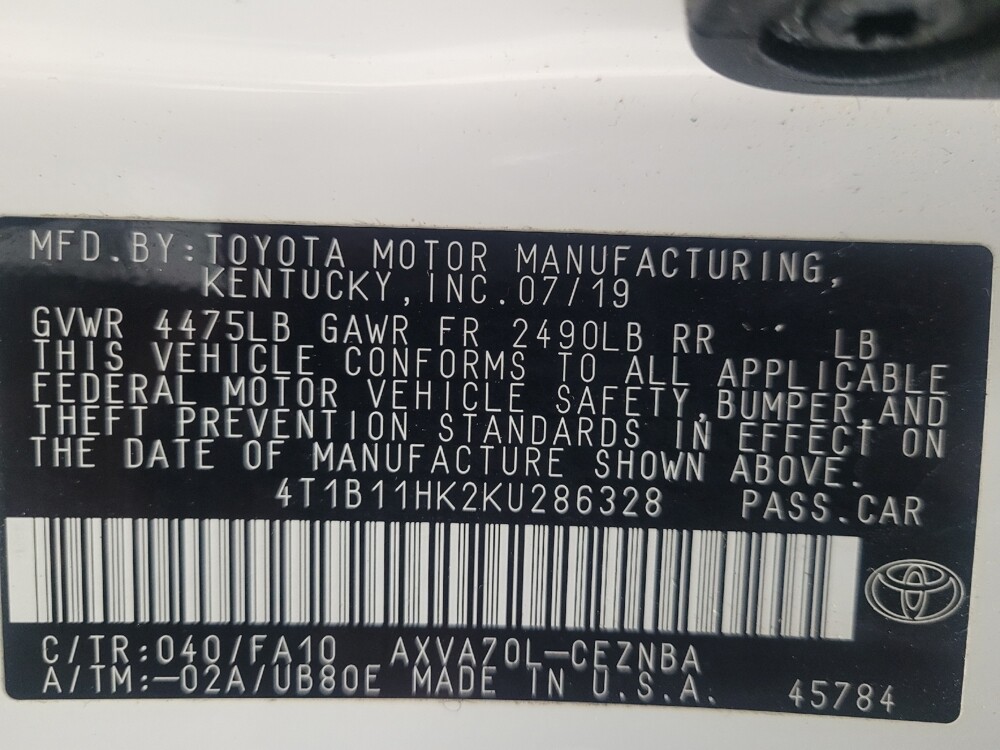 MFD.BY:TOYOTA MOTOR MANUFACTURING,
KENTUCKY,INC.07/19
GVWR 4475LB GAWR FR 2490LB RR LB
THIS VEHICLE CONFORMS TO ALL APPLICABLE
FEDERAL MOTOR VEHICLE SAFETY,BUMPER,AND
THEFT PREVENTION STANDARDS IN EFFECT ON
THE DATE OF MANUFACTURE SHOWN ABOVE.
4T1B11HK2KU286328 PASS.CAR
C/TR:040/FA10 AXVA70L-CEZNBA
A/TM:-02A/UB80E MADE IN U.S.A. 45784